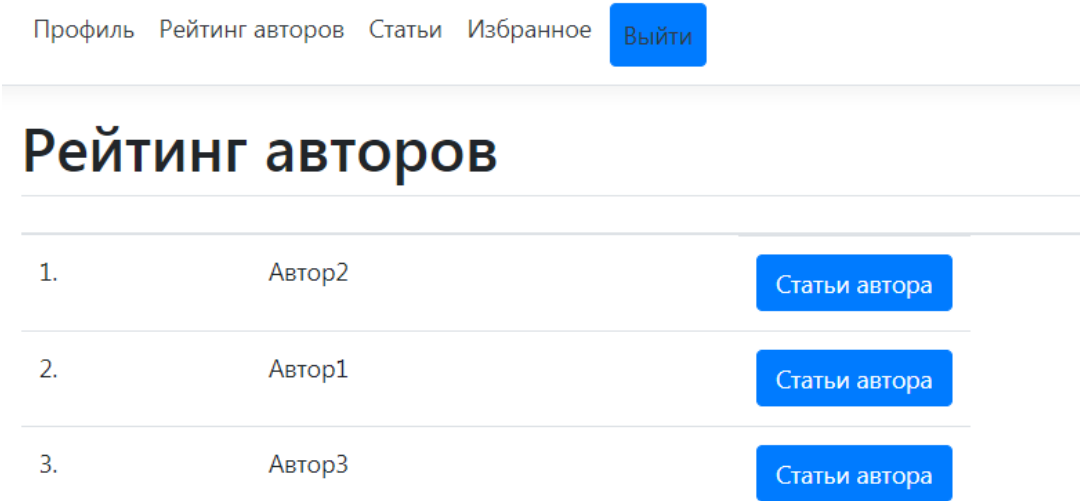 Профиль Рейтинг авторов Статьи Избранное Выйти
Рейтинг авторов
1. Автор2 Статьи автора
2. Автор1 Статьи автора
3. Автор3 Статьи автора